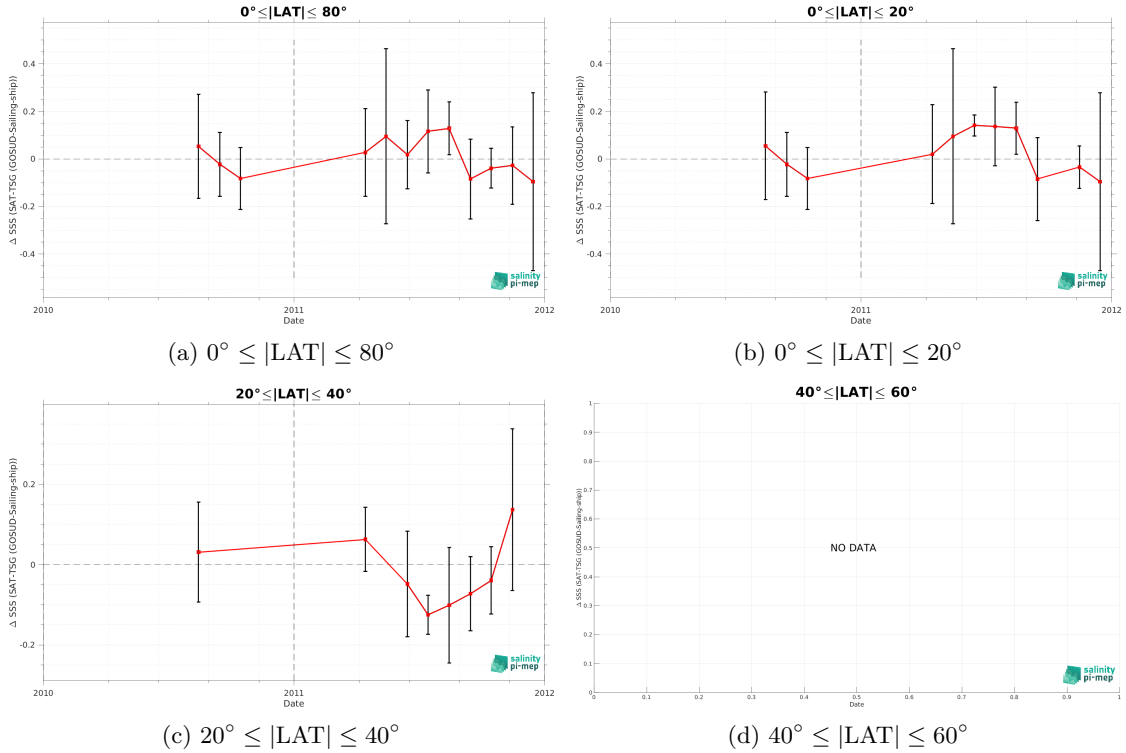 0°≤|LAT|≤ 80°
Δ SSS (SAT-TSG (GOSUD-Sailing-ship))
0.4
0.2
0
-0.2
-0.4
2010
2011
2012
Date
salinity
pi-mep
(a) 0° ≤ |LAT| ≤ 80°
0°≤|LAT|≤ 20°
Δ SSS (SAT-TSG (GOSUD-Sailing-ship))
0.4
0.2
0
-0.2
-0.4
2010
2011
2012
Date
salinity
pi-mep
(b) 0° ≤ |LAT| ≤ 20°
20°≤|LAT|≤ 40°
Δ SSS (SAT-TSG (GOSUD-Sailing-ship))
0.2
0
-0.2
2010
2011
2012
Date
salinity
pi-mep
(c) 20° ≤ |LAT| ≤ 40°
40°≤|LAT|≤ 60°
Δ SSS (SAT-TSG (GOSUD-Sailing-ship))
1
0.9
0.8
0.7
0.6
0.5
0.4
0.3
0.2
0.1
0
NO DATA
0
0.1
0.2
0.3
0.4
0.5
0.6
0.7
0.8
0.9
1
Date
salinity
pi-mep
(d) 40° ≤ |LAT| ≤ 60°